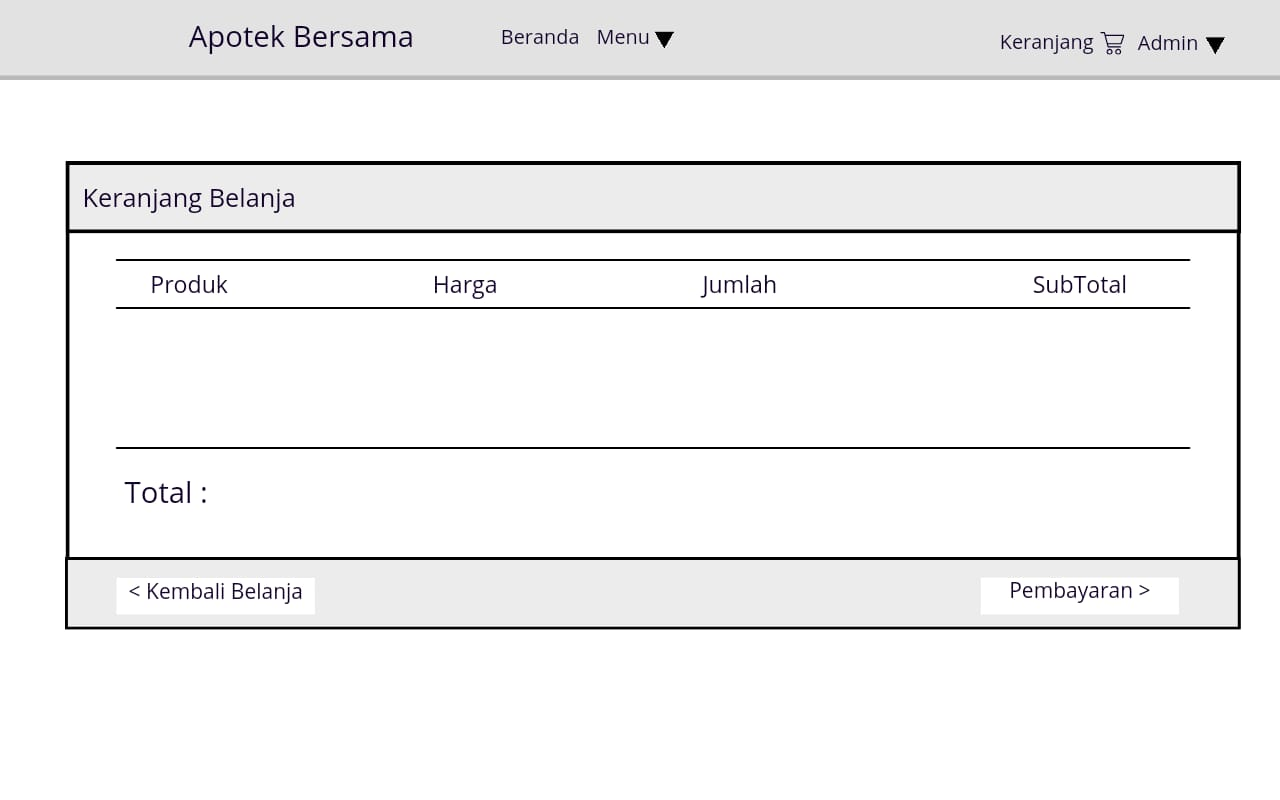 Apotek Bersama Beranda Menu Keranjang Admin
Keranjang Belanja
Produk Harga Jumlah SubTotal
Total :
< Kembali Belanja Pembayaran >